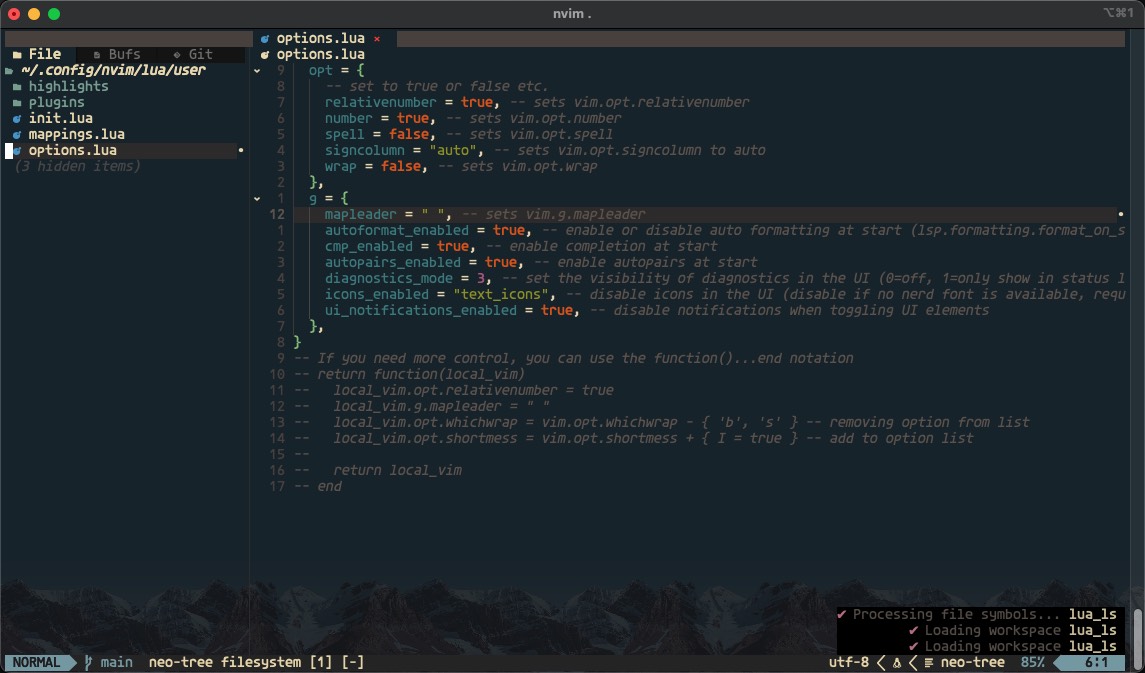 nvim .
⌥⌘1
options.lua ×
File Bufs Git
options.lua
~/.config/nvim/lua/user
highlights
plugins
init.lua
mappings.lua
options.lua
(3 hidden items)
9 opt = {
8 -- set to true or false etc.
7 relativenumber = true, -- sets vim.opt.relativenumber
6 number = true, -- sets vim.opt.number
5 spell = false, -- sets vim.opt.spell
4 signcolumn = "auto", -- sets vim.opt.signcolumn to auto
3 wrap = false, -- sets vim.opt.wrap
2 },
1 g = {
12 mapleader = " ", -- sets vim.g.mapleader
1 autoformat_enabled = true, -- enable or disable auto formatting at start (lsp.formatting.format_on_s
2 cmp_enabled = true, -- enable completion at start
3 autopairs_enabled = true, -- enable autopairs at start
4 diagnostics_mode = 3, -- set the visibility of diagnostics in the UI (0=off, 1=only show in status l
5 icons_enabled = "text_icons", -- disable icons in the UI (disable if no nerd font is available, requ
6 ui_notifications_enabled = true, -- disable notifications when toggling UI elements
7 },
8 }
9 -- If you need more control, you can use the function()...end notation
10 -- return function(local_vim)
11 --   local_vim.opt.relativenumber = true
12 --   local_vim.g.mapleader = " "
13 --   local_vim.opt.whichwrap = vim.opt.whichwrap - { 'b', 's' } -- removing option from list
14 --   local_vim.opt.shortmess = vim.opt.shortmess + { I = true } -- add to option list
15 --
16 --   return local_vim
17 -- end
✔ Processing file symbols... lua_ls
✔ Loading workspace lua_ls
✔ Loading workspace lua_ls
NORMAL main neo-tree filesystem [1] [-] utf-8 neo-tree 85% 6:1